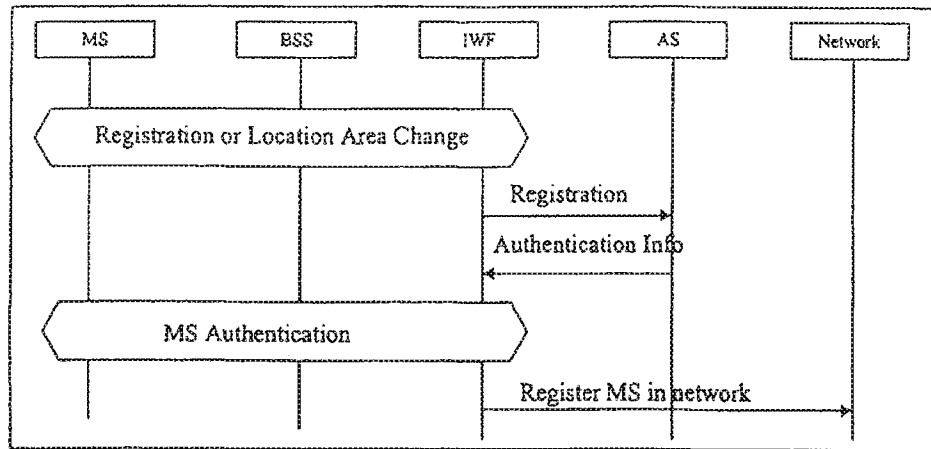 MS
BSS
IWF
AS
Network
Registration or Location Area Change
Registration
Authentication Info
MS Authentication
Register MS in network